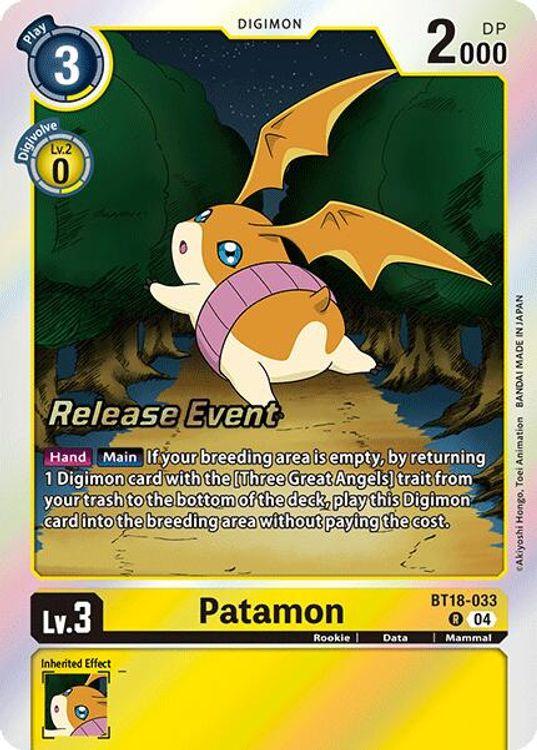 Play
3
DIGIMON
DP
2000
Digivolve
Lv.2
0
Release Event
Hand Main If your breeding area is empty, by returning
1 Digimon card with the [Three Great Angels] trait from
your trash to the bottom of the deck, play this Digimon
card into the breeding area without paying the cost.
©Akiyoshi Hongo, Toei Animation BANDAI MADE IN JAPAN
Lv.3
Patamon
BT18-033
R 04
Rookie | Data | Mammal
Inherited Effect
–